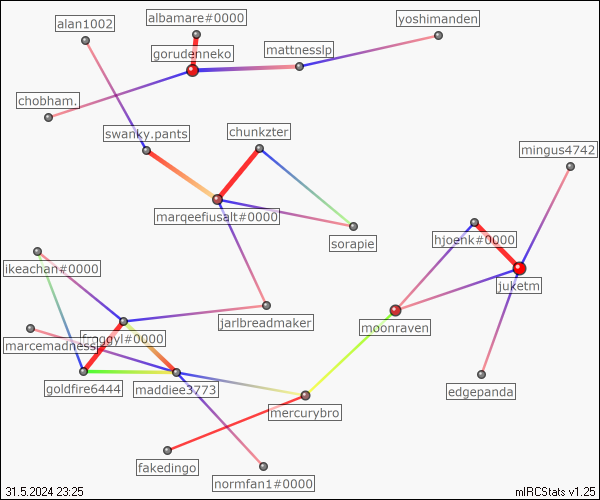 albamare#0000
yoshimanden
alan1002
gorudenneko
mattnesslp
chobham.
swanky.pants
chunkzter
mingus4742
marqeefiusalt#0000
sorapie
hjoenk#0000
ikeachan#0000
juketm
jarlbreadmaker
moonraven
froggyl#0000
marcemadness
goldfire6444
maddiee3773
edgepanda
mercurybro
fakedingo
normfan1#0000
31.5.2024 23:25
mIRCStats v1.25